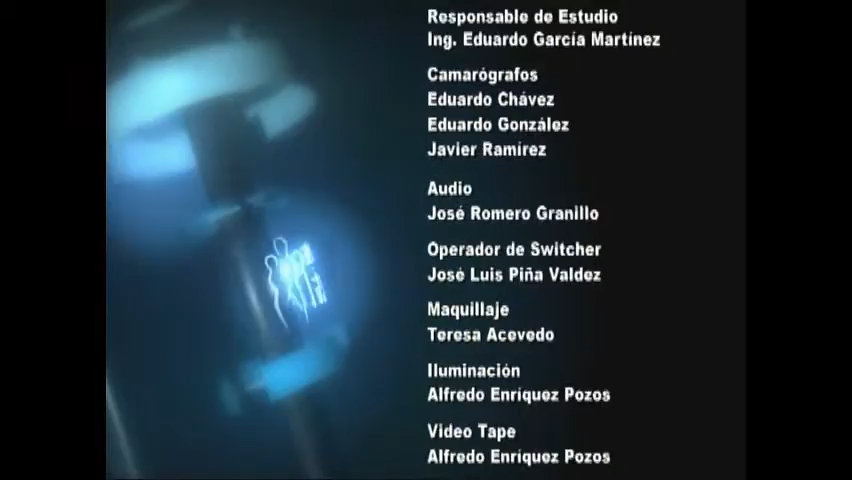 Responsable de Estudio
Ing. Eduardo García Martínez
Camarógrafos
Eduardo Chávez
Eduardo González
Javier Ramírez
Audio
José Romero Granillo
Operador de Switcher
José Luis Piña Valdez
Maquillaje
Teresa Acevedo
Iluminación
Alfredo Enríquez Pozos
Video Tape
Alfredo Enríquez Pozos